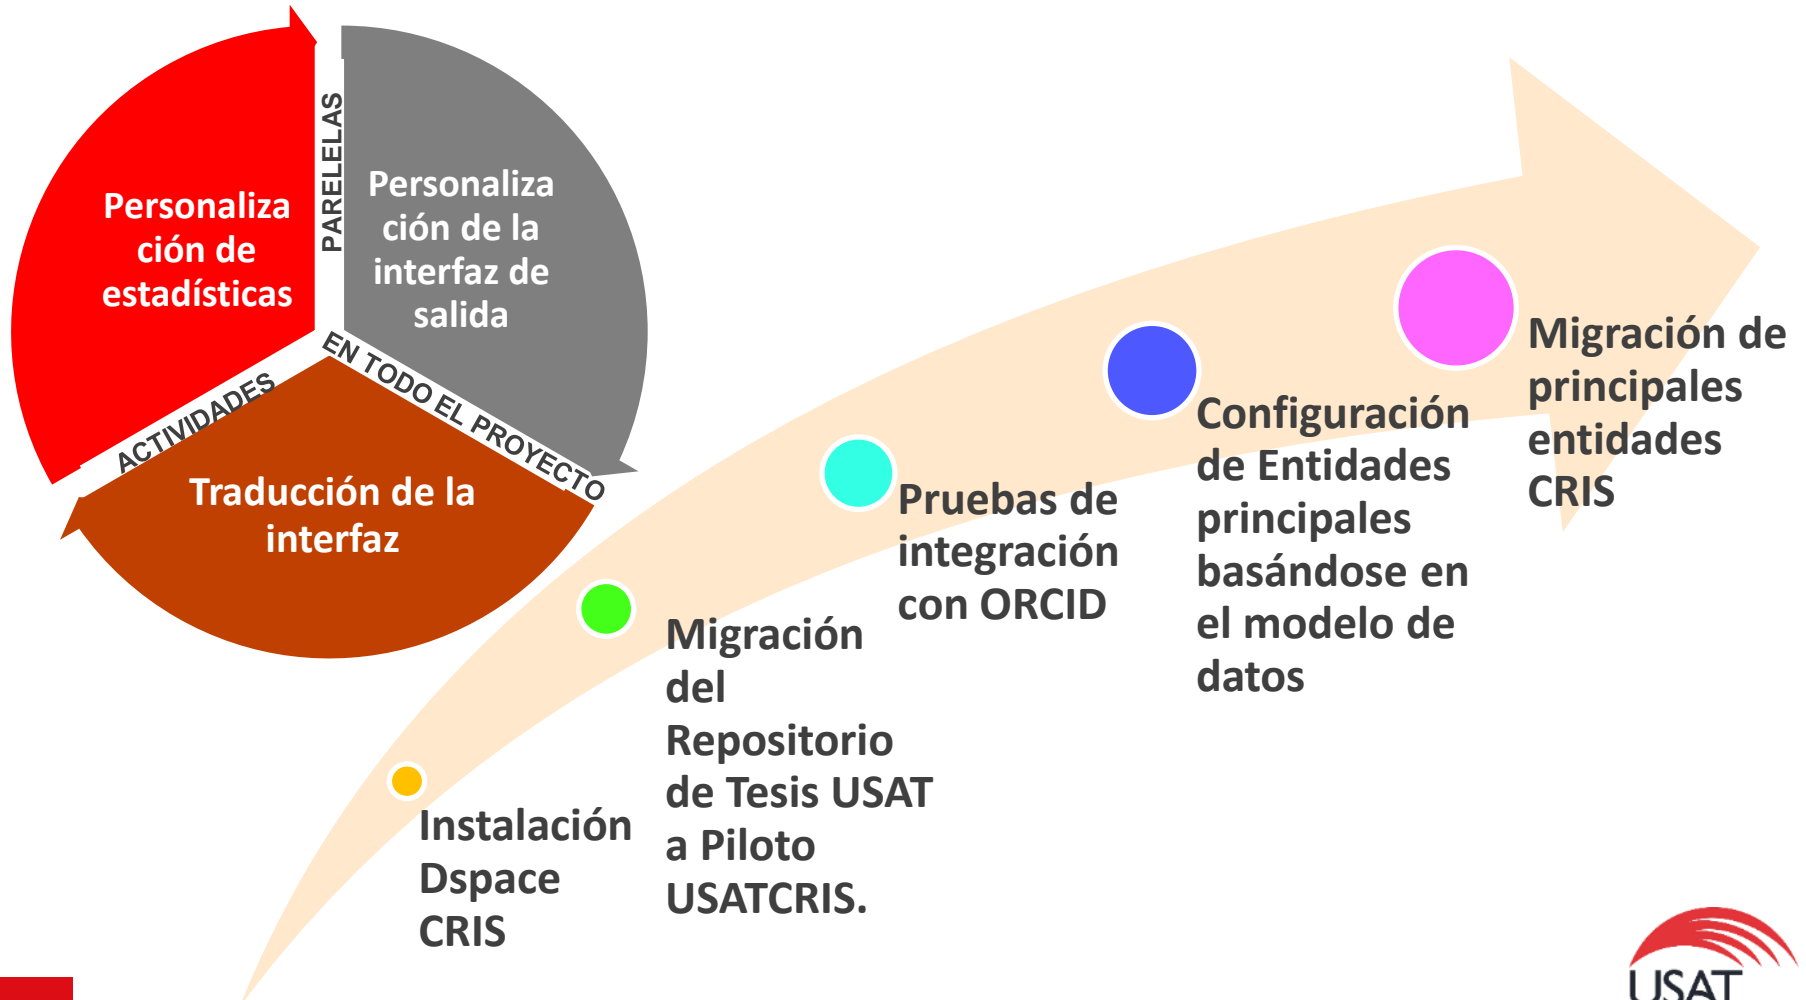 PARELELAS
Personaliza
ción de
estadísticas
Personaliza
ción de la
interfaz de
salida
ACTIVIDADES
EN TODO EL PROYECTO
Traducción de la
interfaz
Instalación
Dspace
CRIS
Migración
del
Repositorio
de Tesis USAT
a Piloto
USATCRIS.
Pruebas de
integración
con ORCID
Configuración
de Entidades
principales
basándose en
el modelo de
datos
Migración de
principales
entidades
CRIS
USAT